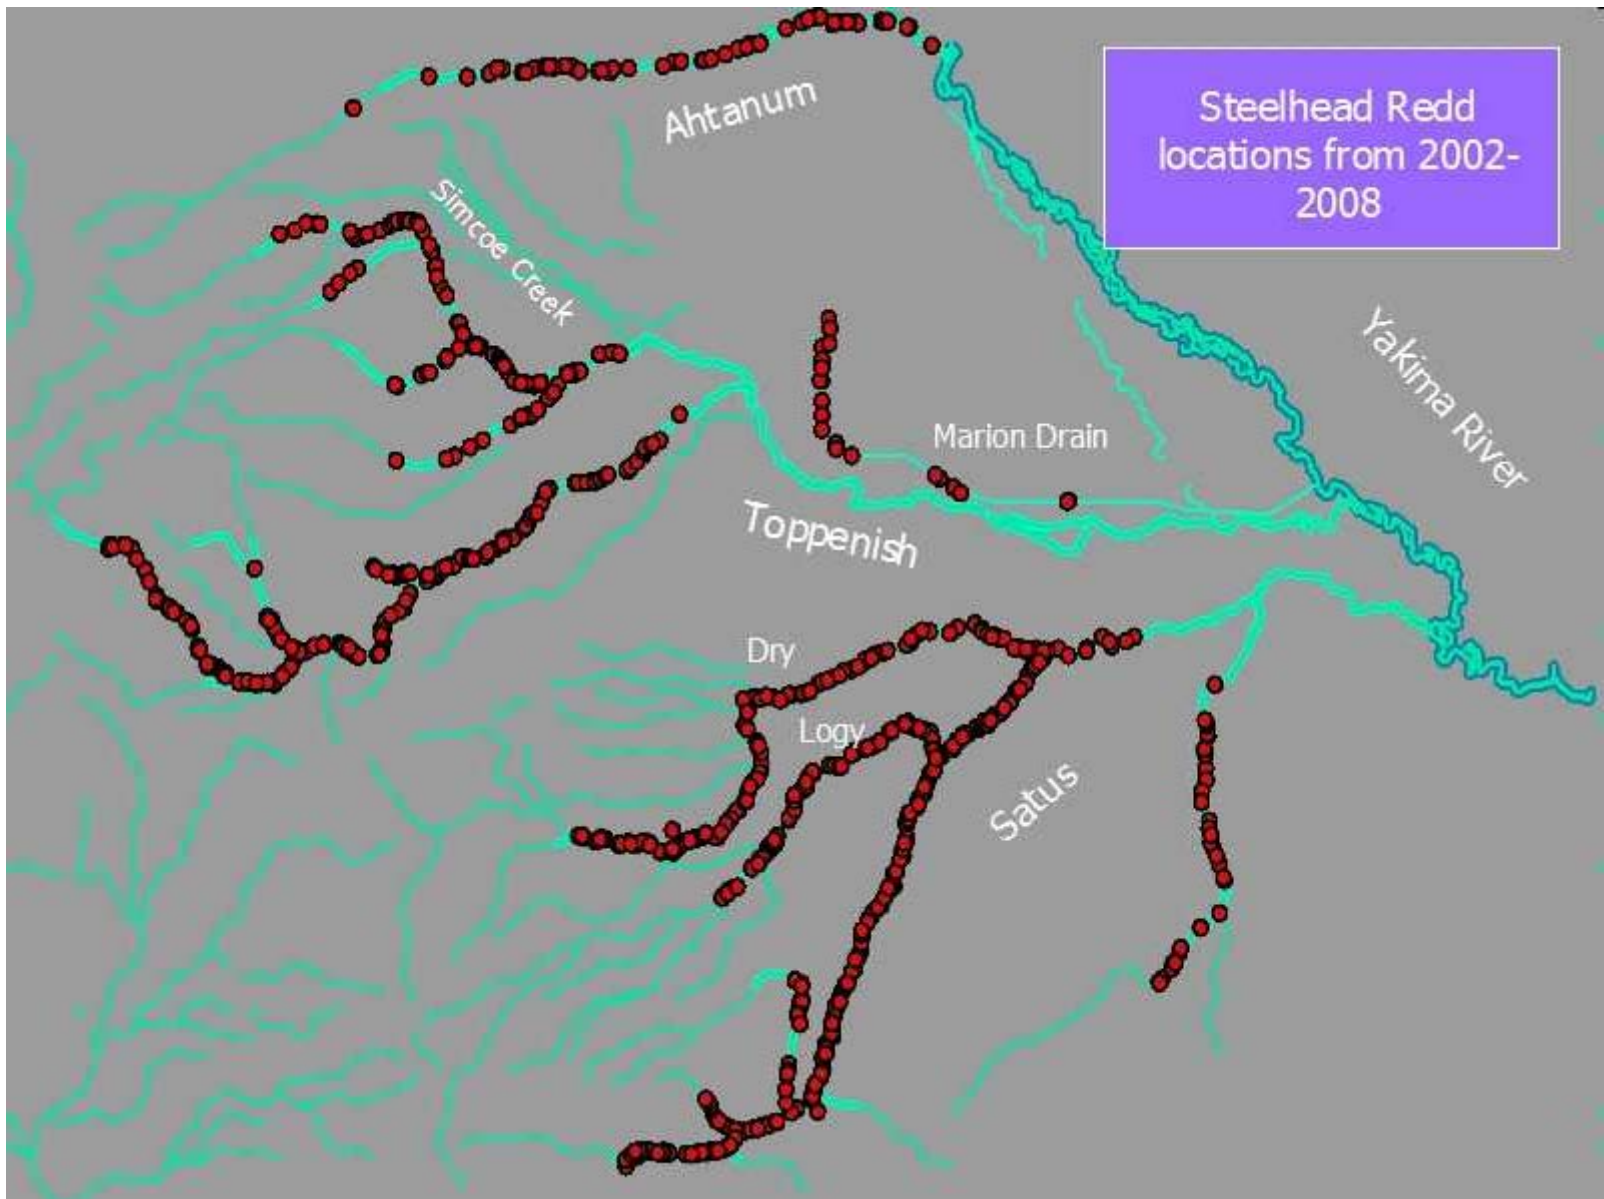 Steelhead Redd
locations from 2002-
2008
Ahtanum
Simcoe Creek
Yakima River
Marion Drain
Toppenish
Dry
Logy
Satus